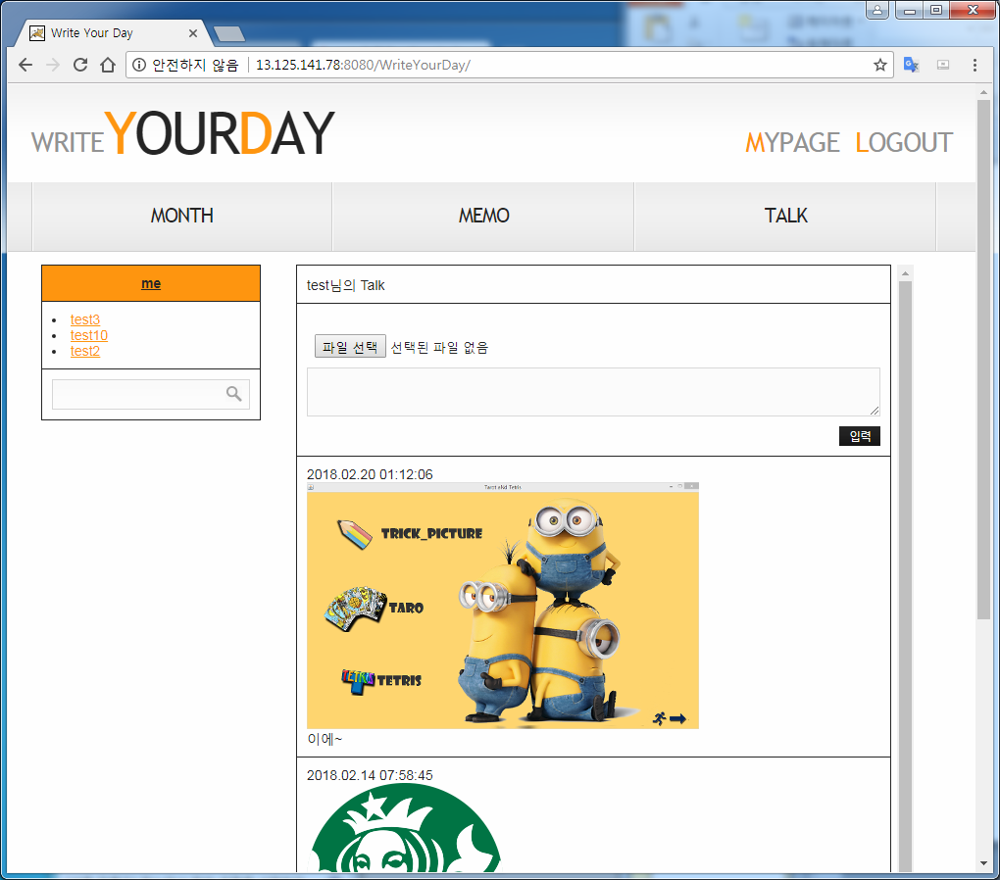 Write Your Day
안전하지 않음 13.125.141.78:8080/WriteYourDay/
WRITE YOURDAY
MYPAGE LOGOUT
MONTH MEMO TALK
me
test3
test10
test2
test님의 Talk
파일 선택 선택된 파일 없음
입력
2018.02.20 01:12:06
Tarot aNd Tetris
TRICK_PICTURE
TARO
TETRA
TETRIS
이에~
2018.02.14 07:58:45